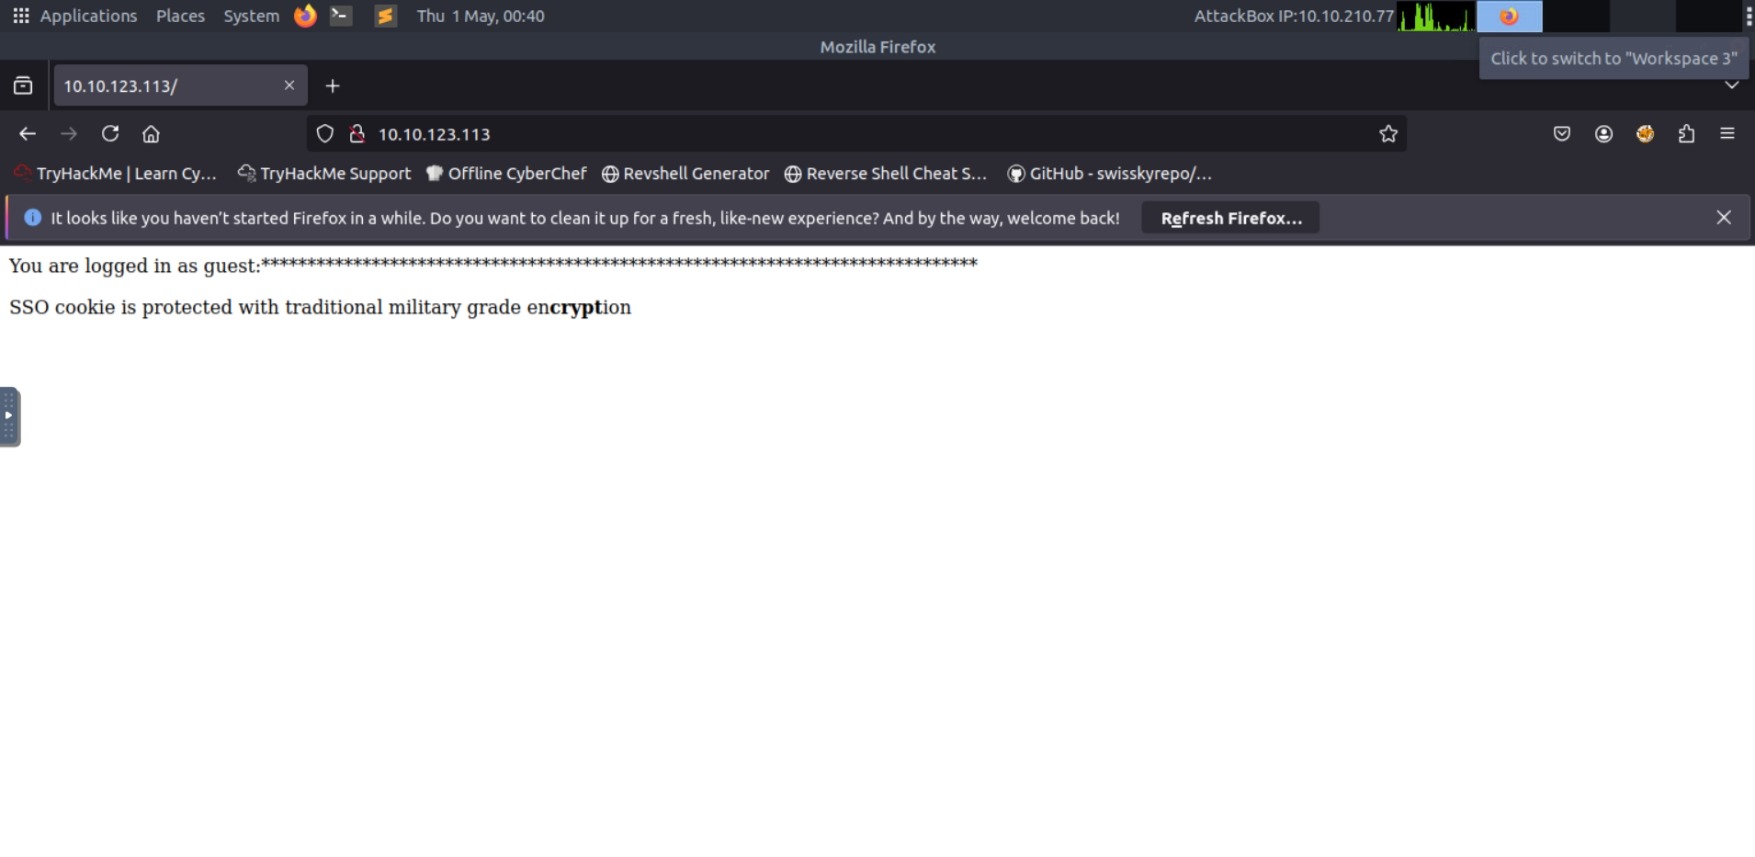 Applications Places System Thu 1 May, 00:40 AttackBox IP:10.10.210.77
Mozilla Firefox
Click to switch to "Workspace 3"
10.10.123.113/
10.10.123.113
TryHackMe | Learn Cy... TryHackMe Support Offline CyberChef Revshell Generator Reverse Shell Cheat S... GitHub - swisskyrepo/...
It looks like you haven't started Firefox in a while. Do you want to clean it up for a fresh, like-new experience? And by the way, welcome back! Refresh Firefox...
You are logged in as guest:******************************************************************************
SSO cookie is protected with traditional military grade encryption